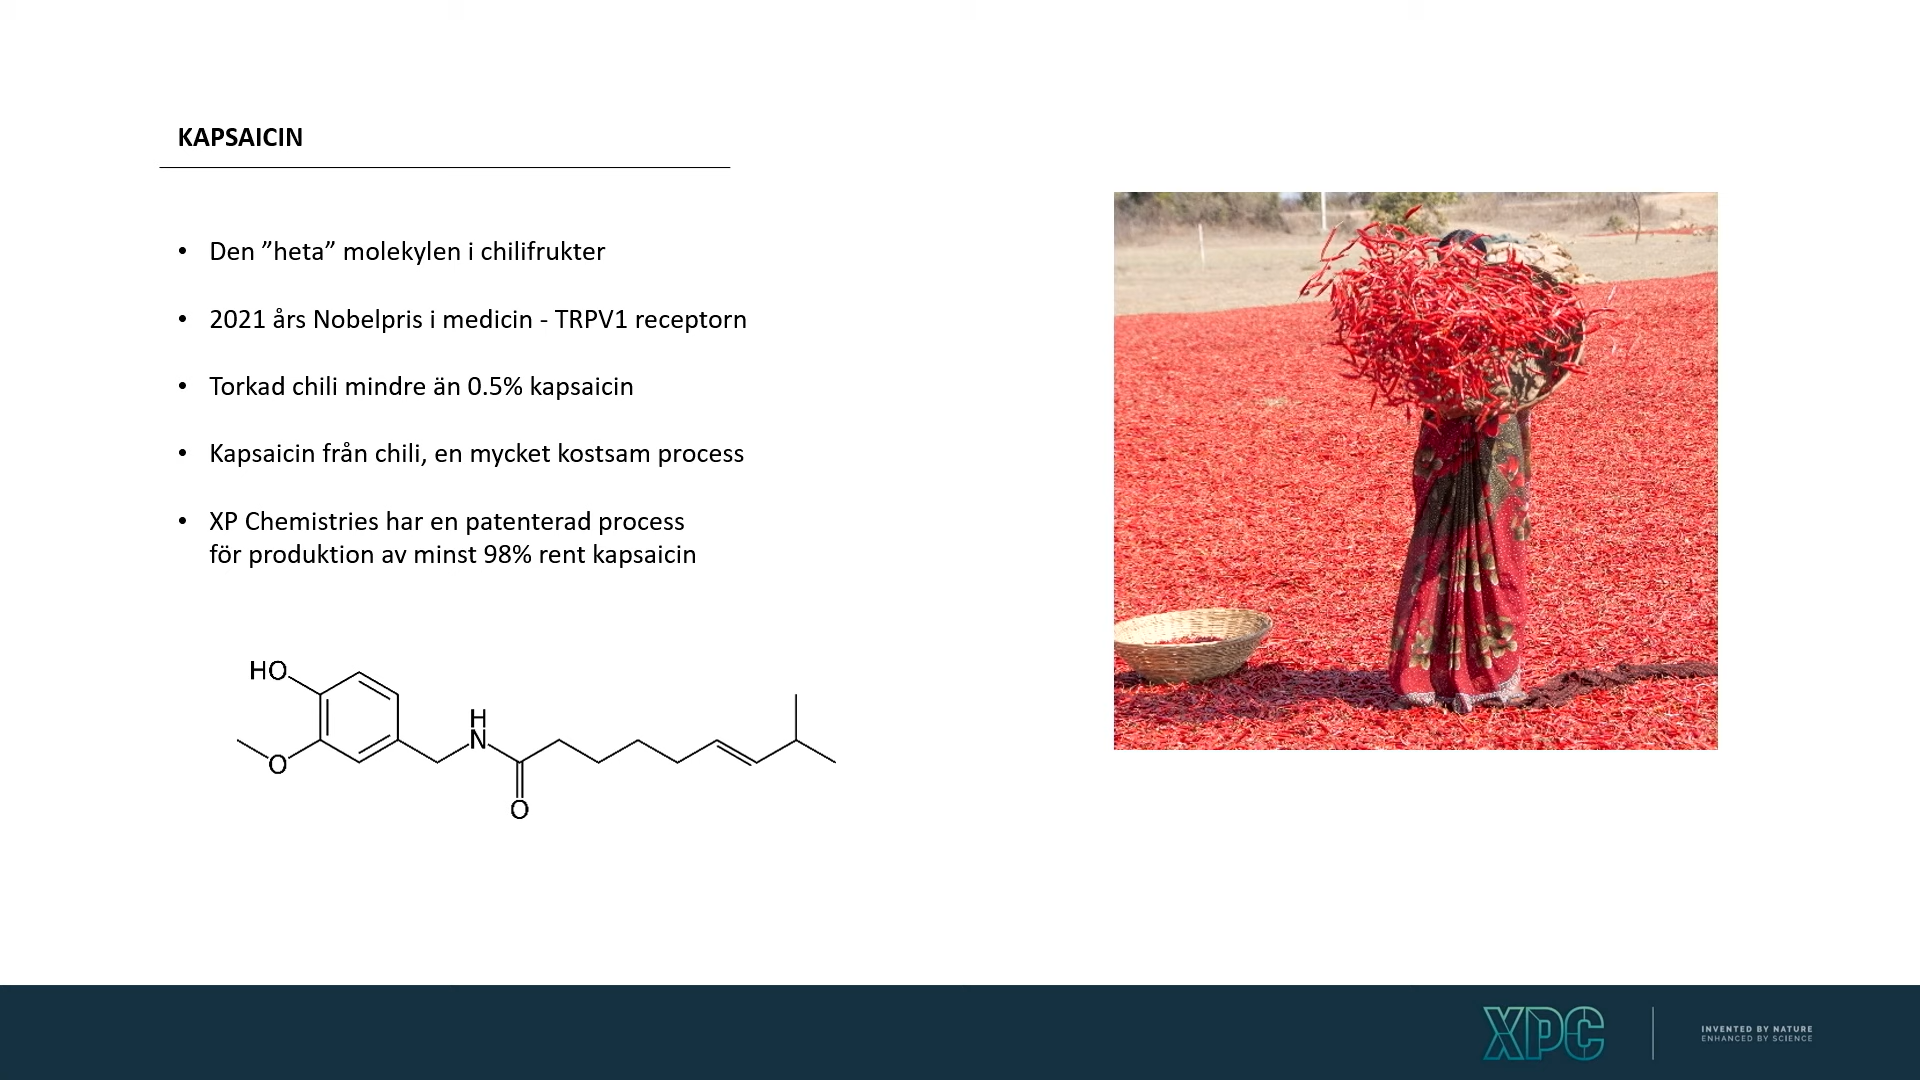 KAPSAICIN
• Den ”heta” molekylen i chilifrukter
• 2021 års Nobelpris i medicin - TRPV1 receptorn
• Torkad chili mindre än 0.5% kapsaicin
• Kapsaicin från chili, en mycket kostsam process
• XP Chemistries har en patenterad process
för produktion av minst 98% rent kapsaicin
HO
H
N
O
O
XPC
INVENTED BY NATURE
ENHANCED BY SCIENCE